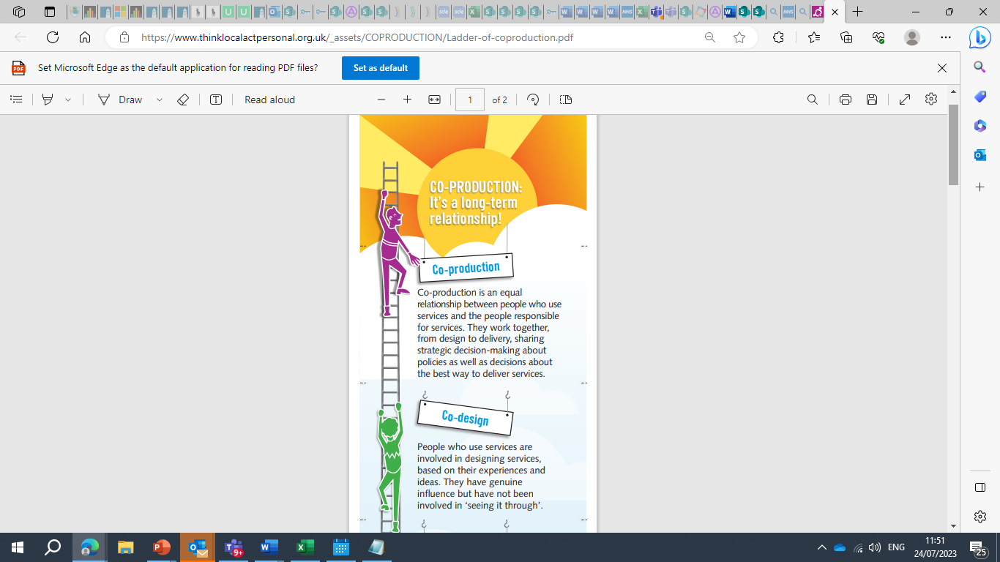 https://www.thinklocalactpersonal.org.uk/_assets/COPRODUCTION/Ladder-of-coproduction.pdf
PDF
Set Microsoft Edge as the default application for reading PDF files?
Set as default
Draw
T
Read aloud
1
of 2
CO-PRODUCTION:
It's a long-term
relationship!
Co-production
Co-production is an equal
relationship between people who use
services and the people responsible
for services. They work together,
from design to delivery, sharing
strategic decision-making about
policies as well as decisions about
the best way to deliver services.
Co-design
People who use services are
involved in designing services,
based on their experiences and
ideas. They have genuine
influence but have not been
involved in ‘seeing it through’.
9+
ENG
11:51
24/07/2023
25